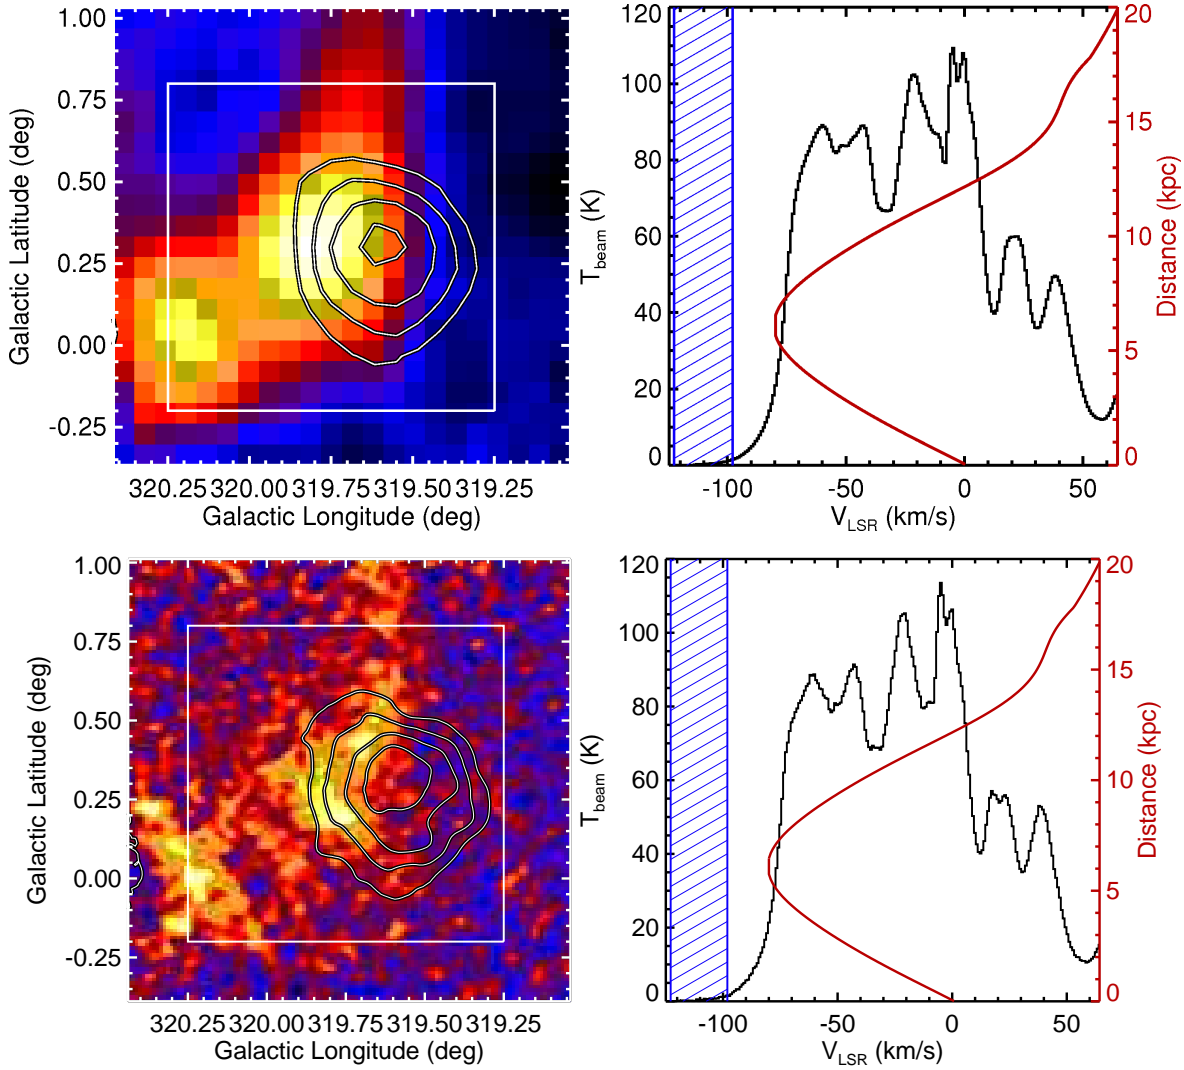 1.00
0.75
0.50
0.25
0.00
-0.25
Galactic Latitude (deg)
320.25 320.00 319.75 319.50 319.25
Galactic Longitude (deg)
120
100
80
60
40
20
0
T_beam (K)
20
15
10
5
0
Distance (kpc)
-100 -50 0 50
V_LSR (km/s)
1.00
0.75
0.50
0.25
0.00
-0.25
Galactic Latitude (deg)
320.25 320.00 319.75 319.50 319.25
Galactic Longitude (deg)
120
100
80
60
40
20
0
T_beam (K)
20
15
10
5
0
Distance (kpc)
-100 -50 0 50
V_LSR (km/s)